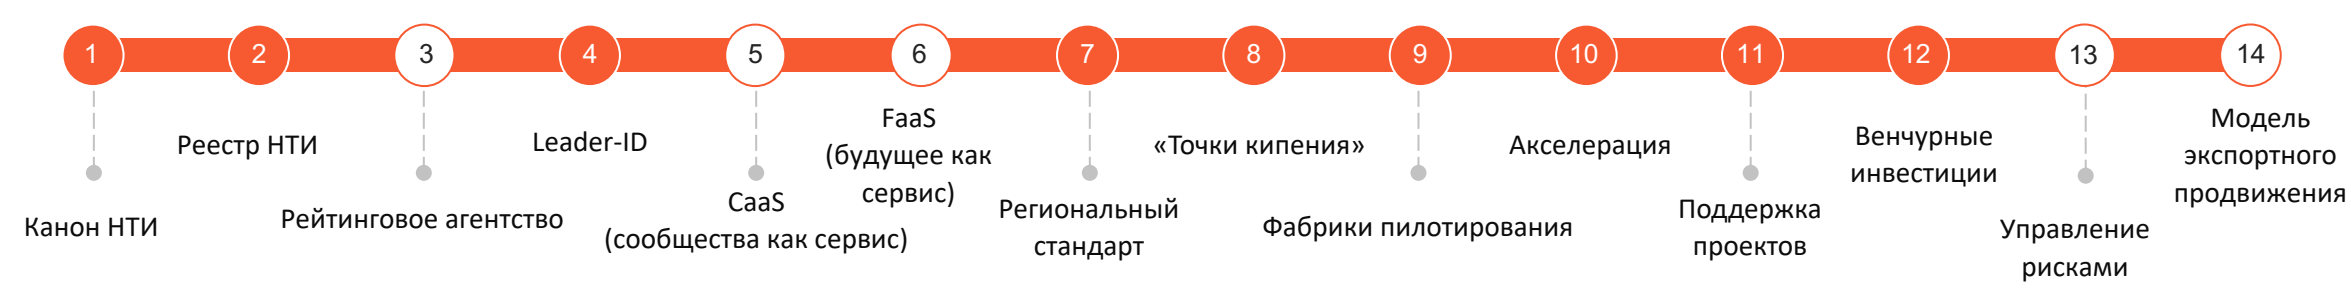 1
Канон НТИ
2
Реестр НТИ
3
Рейтинговое агентство
4
Leader-ID
5
CaaS
(сообщества как сервис)
6
FaaS
(будущее как
сервис)
7
Региональный
стандарт
8
«Точки кипения»
9
Фабрики пилотирования
10
Акселерация
11
Поддержка
проектов
12
Венчурные
инвестиции
13
Управление
рисками
14
Модель
экспортного
продвижения